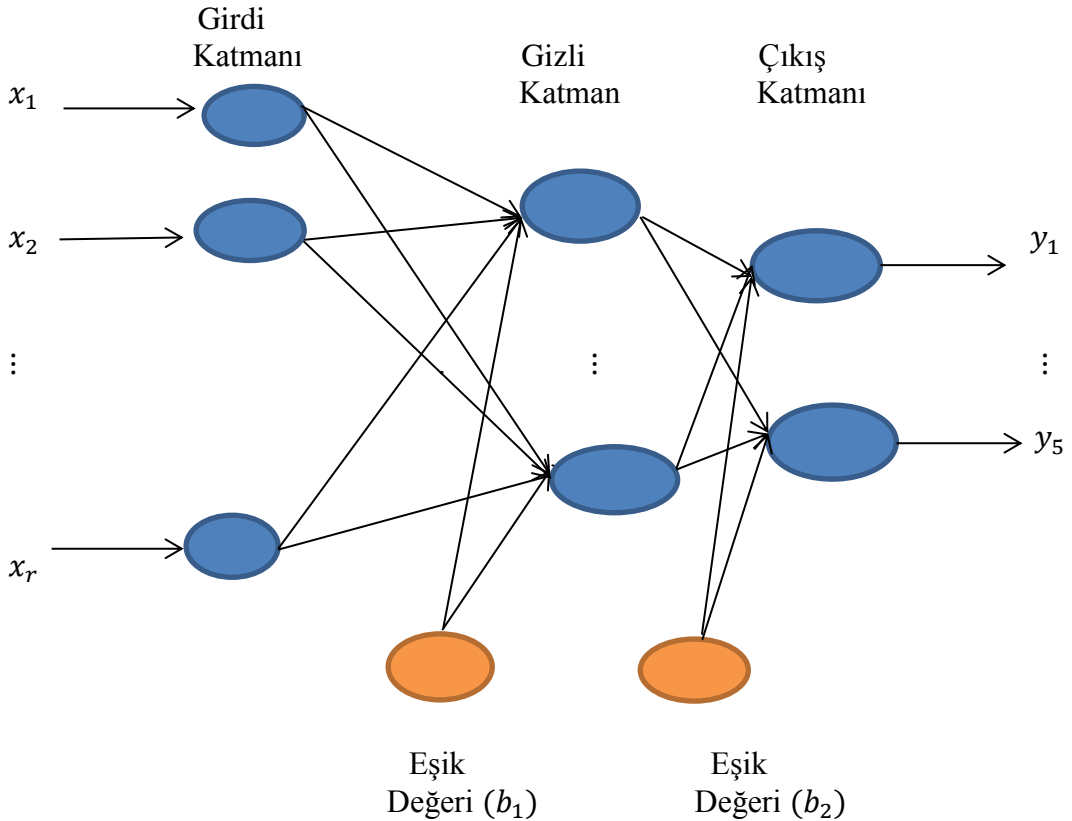 Girdi
Katmanı
Gizli
Katman
Çıkış
Katmanı
x₁
x₂
⋮
xᵣ
⋮
y₁
⋮
y₅
Eşik
Değeri (b₁)
Eşik
Değeri (b₂)